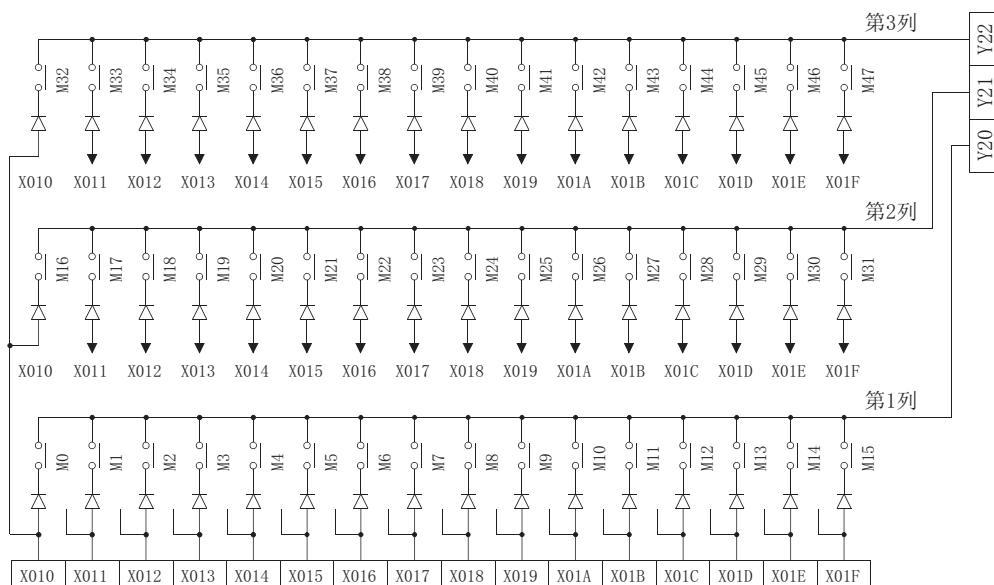 第3列
Y22
M32 M33 M34 M35 M36 M37 M38 M39 M40 M41 M42 M43 M44 M45 M46 M47
Y21
Y20
X010 X011 X012 X013 X014 X015 X016 X017 X018 X019 X01A X01B X01C X01D X01E X01F
第2列
M16 M17 M18 M19 M20 M21 M22 M23 M24 M25 M26 M27 M28 M29 M30 M31
X010 X011 X012 X013 X014 X015 X016 X017 X018 X019 X01A X01B X01C X01D X01E X01F
第1列
M0 M1 M2 M3 M4 M5 M6 M7 M8 M9 M10 M11 M12 M13 M14 M15
X010 X011 X012 X013 X014 X015 X016 X017 X018 X019 X01A X01B X01C X01D X01E X01F